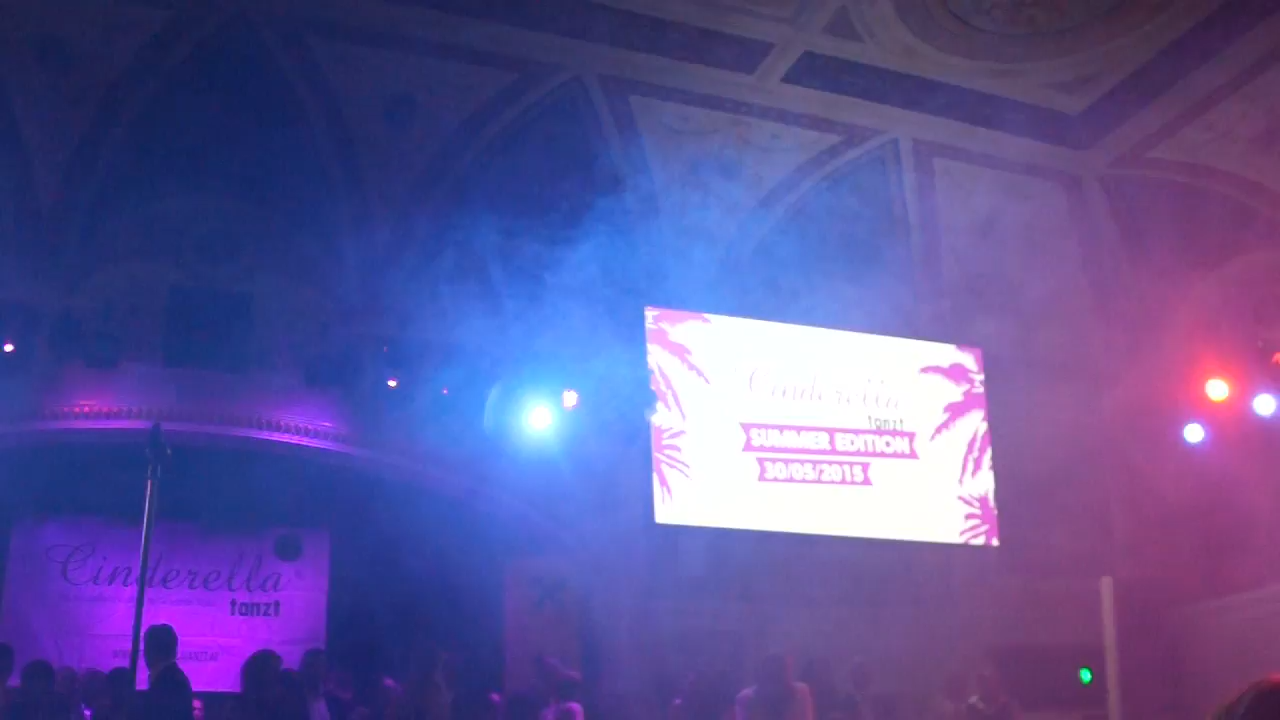 Cinderella
tanzt
SUMMER EDITION
30/05/2015
Cinderella
tanzt